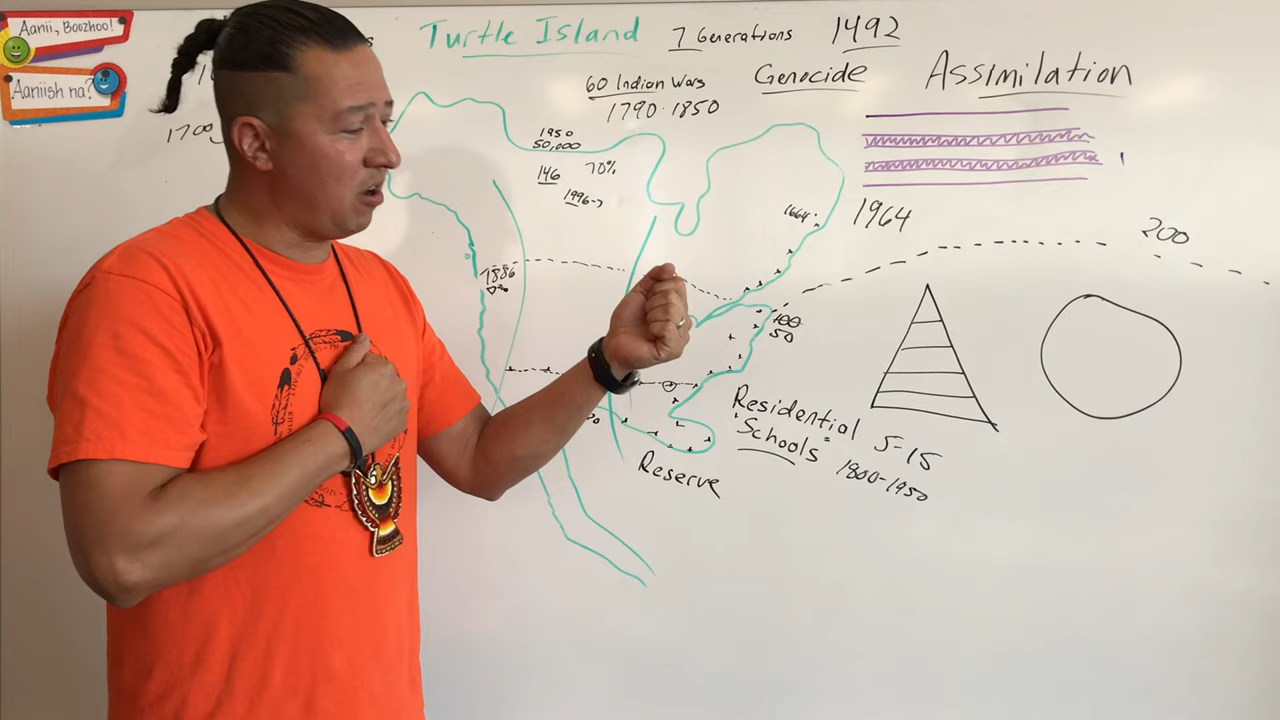 Aanii, Boozhoo!
Aaniish na?
Turtle Island
7 Generations
1492
60 Indian Wars
1790-1850
Genocide
Assimilation
1700
1950
50,000
146
70%
1996->
1664
1964
200
1886
100
50
Residential
Schools
5-15
1800-1950
Reserve